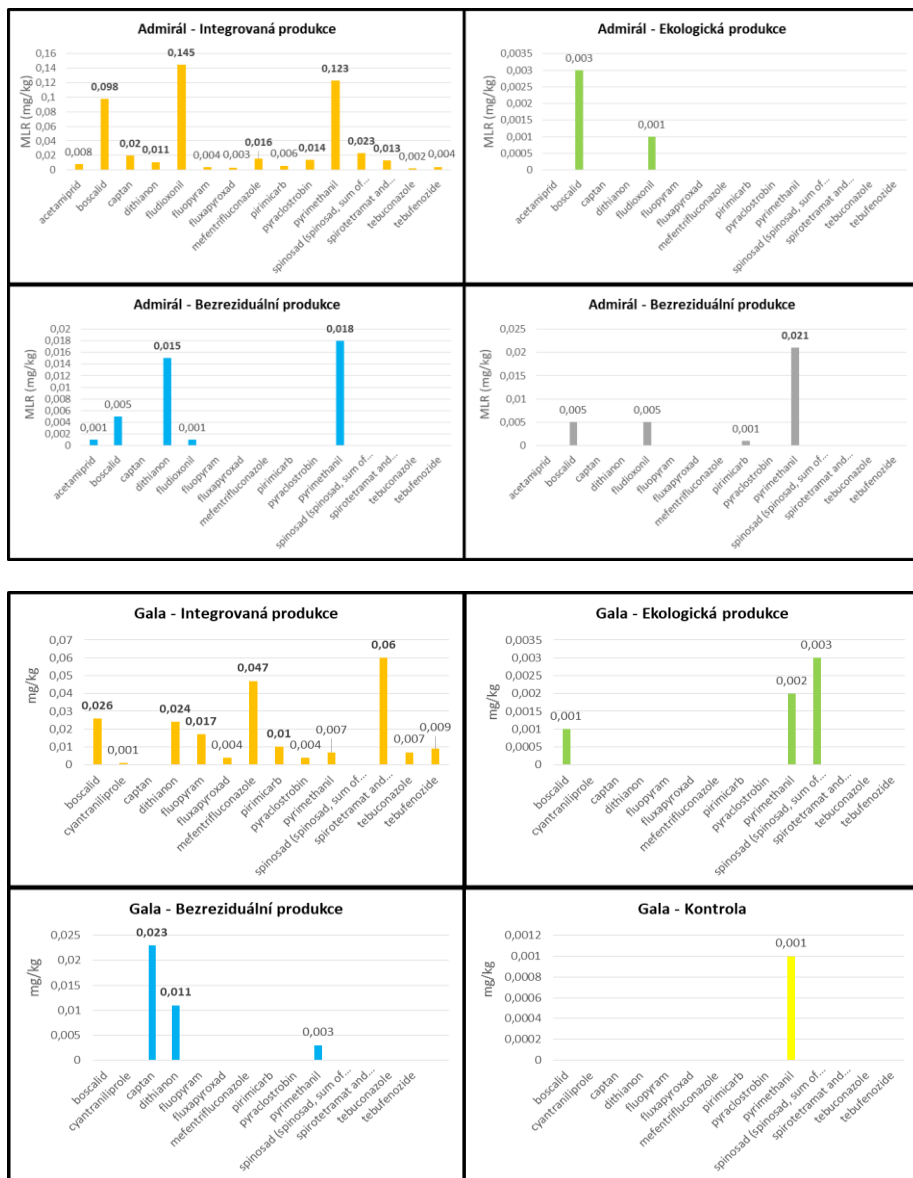 Admirál - Integrovaná produkce
MLR (mg/kg)
0,16
0,14
0,12
0,1
0,08
0,06
0,04
0,02
0
0,008
0,098
0,02
0,011
0,145
0,004
0,003
0,016
0,006
0,014
0,123
0,023
0,013
0,002
0,004
acetamiprid
boscalid
captan
dithianon
fludioxonil
fluopyram
fluxapyroxad
mefentrifluconazole
pirimicarb
pyraclostrobin
pyrimethanil
spinosad (spinosad, sum of...
spirotetramat and...
tebuconazole
tebufenozide
Admirál - Ekologická produkce
MLR (mg/kg)
0,0035
0,003
0,0025
0,002
0,0015
0,001
0,0005
0
0,003
0,001
acetamiprid
boscalid
captan
dithianon
fludioxonil
fluopyram
fluxapyroxad
mefentrifluconazole
pirimicarb
pyraclostrobin
pyrimethanil
spinosad (spinosad, sum of...
spirotetramat and...
tebuconazole
tebufenozide
Admirál - Bezreziduální produkce
MLR (mg/kg)
0,02
0,018
0,016
0,014
0,012
0,01
0,008
0,006
0,004
0,002
0
0,001
0,005
0,015
0,001
0,018
acetamiprid
boscalid
captan
dithianon
fludioxonil
fluopyram
fluxapyroxad
mefentrifluconazole
pirimicarb
pyraclostrobin
pyrimethanil
spinosad (spinosad, sum of...
spirotetramat and...
tebuconazole
tebufenozide
Admirál - Bezreziduální produkce
MLR (mg/kg)
0,025
0,02
0,015
0,01
0,005
0
0,005
0,005
0,001
0,021
acetamiprid
boscalid
captan
dithianon
fludioxonil
fluopyram
fluxapyroxad
mefentrifluconazole
pirimicarb
pyraclostrobin
pyrimethanil
spinosad (spinosad, sum of...
spirotetramat and...
tebuconazole
tebufenozide
Gala - Integrovaná produkce
mg/kg
0,07
0,06
0,05
0,04
0,03
0,02
0,01
0
0,026
0,001
0,024
0,017
0,004
0,047
0,01
0,004
0,007
0,06
0,007
0,009
boscalid
cyantraniliprole
captan
dithianon
fluopyram
fluxapyroxad
mefentrifluconazole
pirimicarb
pyraclostrobin
pyrimethanil
spinosad (spinosad, sum of...
spirotetramat and...
tebuconazole
tebufenozide
Gala - Ekologická produkce
mg/kg
0,0035
0,003
0,0025
0,002
0,0015
0,001
0,0005
0
0,001
0,002
0,003
boscalid
cyantraniliprole
captan
dithianon
fluopyram
fluxapyroxad
mefentrifluconazole
pirimicarb
pyraclostrobin
pyrimethanil
spinosad (spinosad, sum of...
spirotetramat and...
tebuconazole
tebufenozide
Gala - Bezreziduální produkce
mg/kg
0,025
0,02
0,015
0,01
0,005
0
0,023
0,011
0,003
boscalid
cyantraniliprole
captan
dithianon
fluopyram
fluxapyroxad
mefentrifluconazole
pirimicarb
pyraclostrobin
pyrimethanil
spinosad (spinosad, sum of...
spirotetramat and...
tebuconazole
tebufenozide
Gala - Kontrola
mg/kg
0,0012
0,001
0,0008
0,0006
0,0004
0,0002
0
0,001
boscalid
cyantraniliprole
captan
dithianon
fluopyram
fluxapyroxad
mefentrifluconazole
pirimicarb
pyraclostrobin
pyrimethanil
spinosad (spinosad, sum of...
spirotetramat and...
tebuconazole
tebufenozide